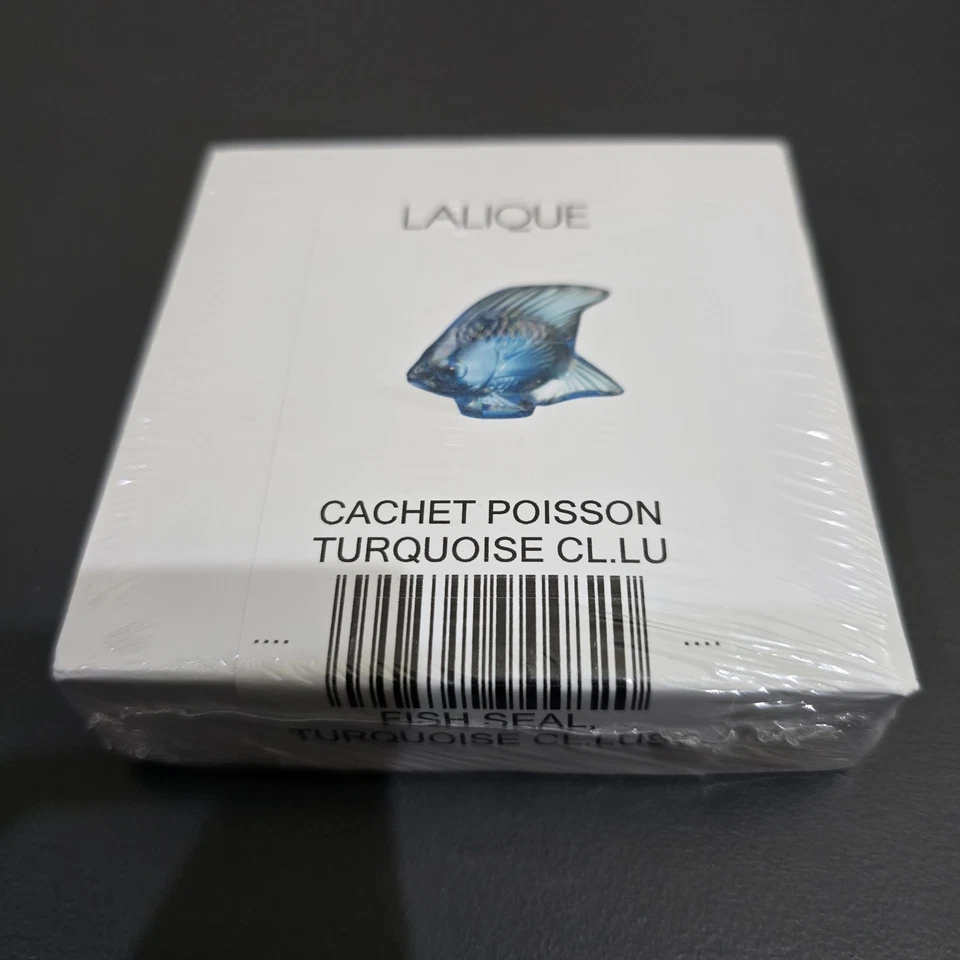 LALIQUE
CACHET POISSON
TURQUOISE CL.LU
.... ....
FISH SEAL,
TURQUOISE CL.LUS